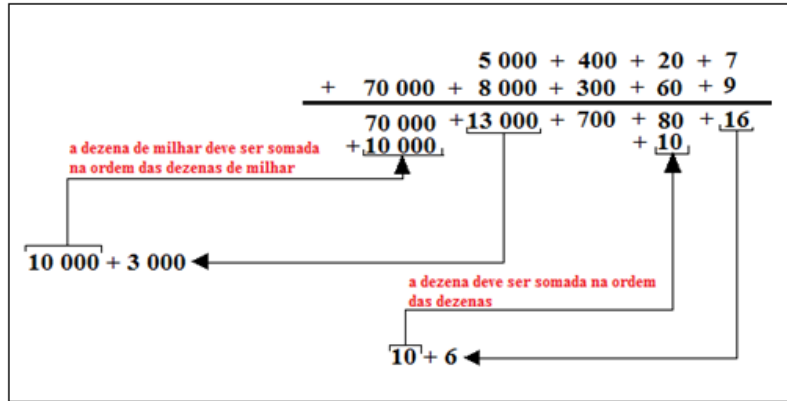 5 000 + 400 + 20 + 7
+ 70 000 + 8 000 + 300 + 60 + 9
70 000 +13 000 + 700 + 80 + 16
+10 000 + 10
a dezena de milhar deve ser somada
na ordem das dezenas de milhar
10 000 + 3 000
a dezena deve ser somada na ordem
das dezenas
10 + 6